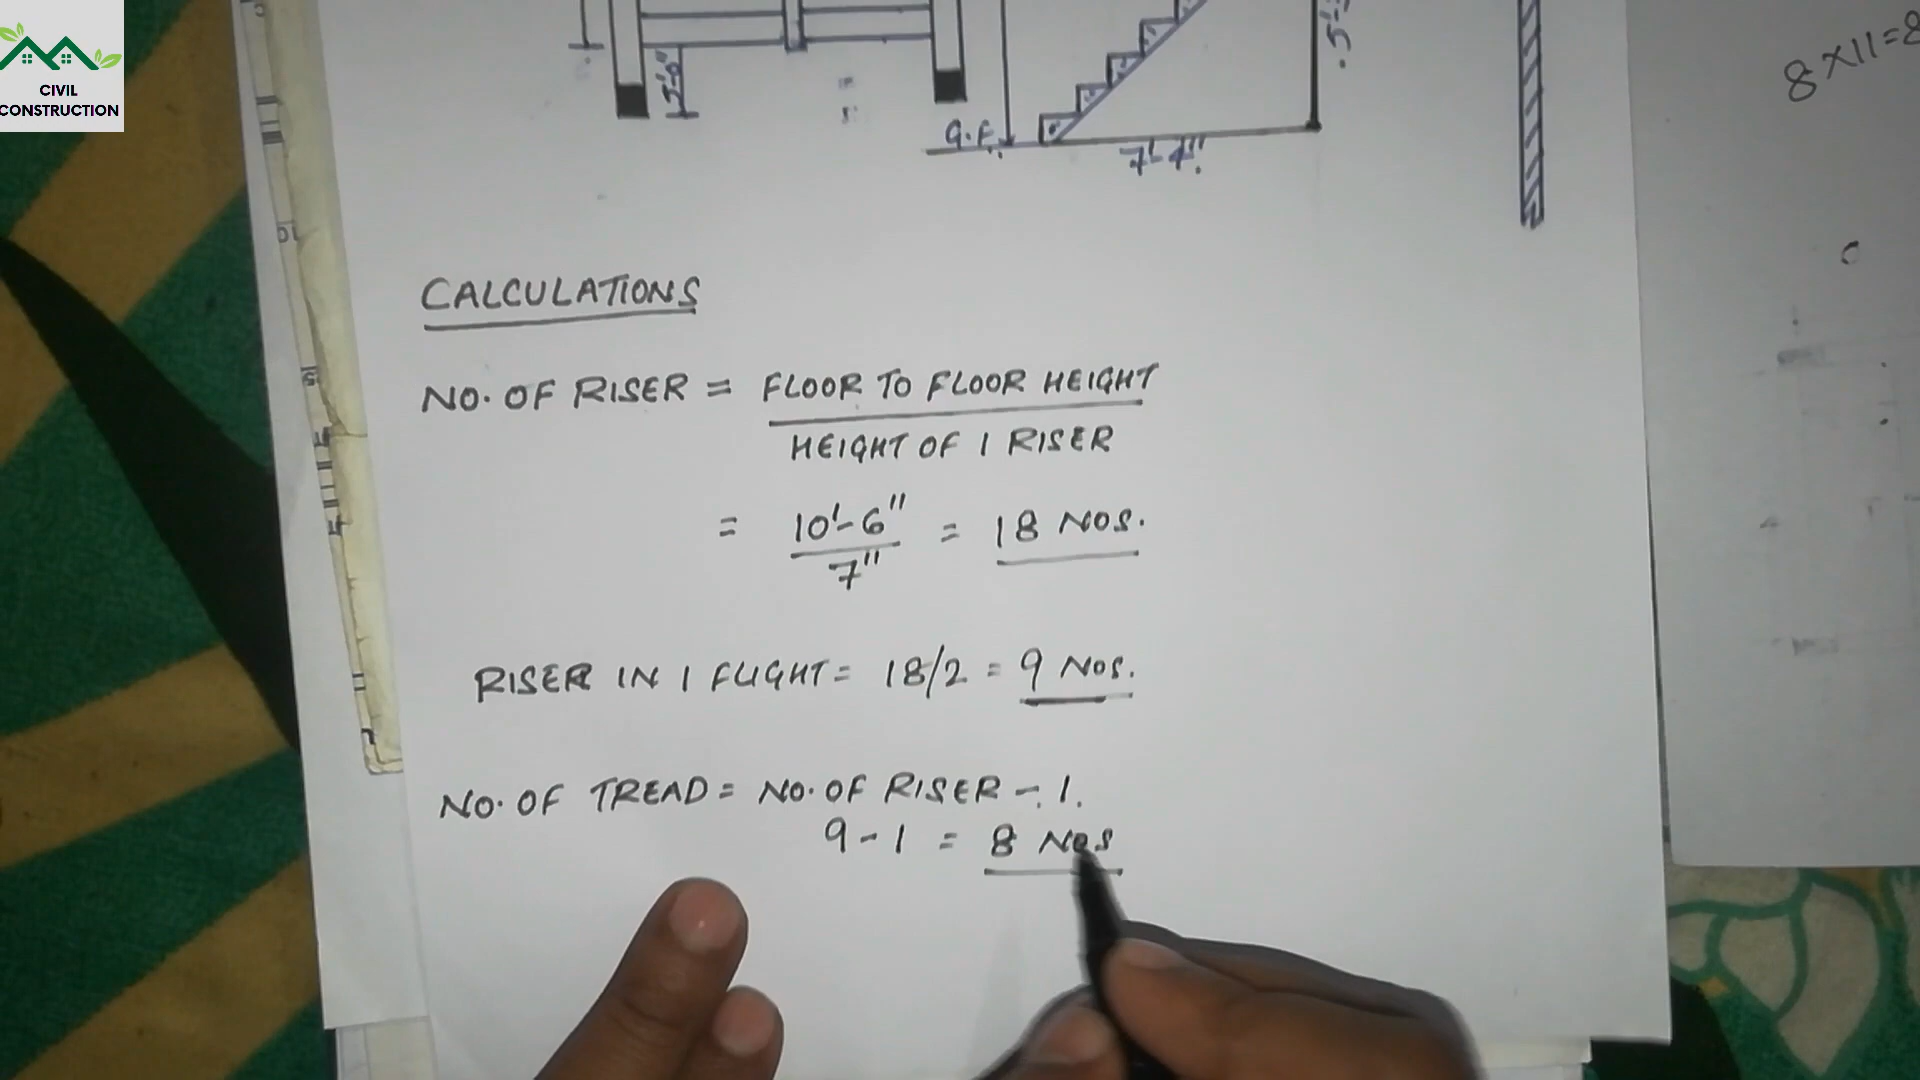 CIVIL
CONSTRUCTION
2'-0"
G.F.
7'-4".
8 × 11 = 8
CALCULATIONS
NO. OF RISER = FLOOR TO FLOOR HEIGHT
HEIGHT OF 1 RISER
= 10'-6" = 18 NOS.
7"
RISER IN 1 FLIGHT = 18/2 = 9 NOS.
NO. OF TREAD = NO. OF RISER - 1.
9 - 1 = 8 NOS